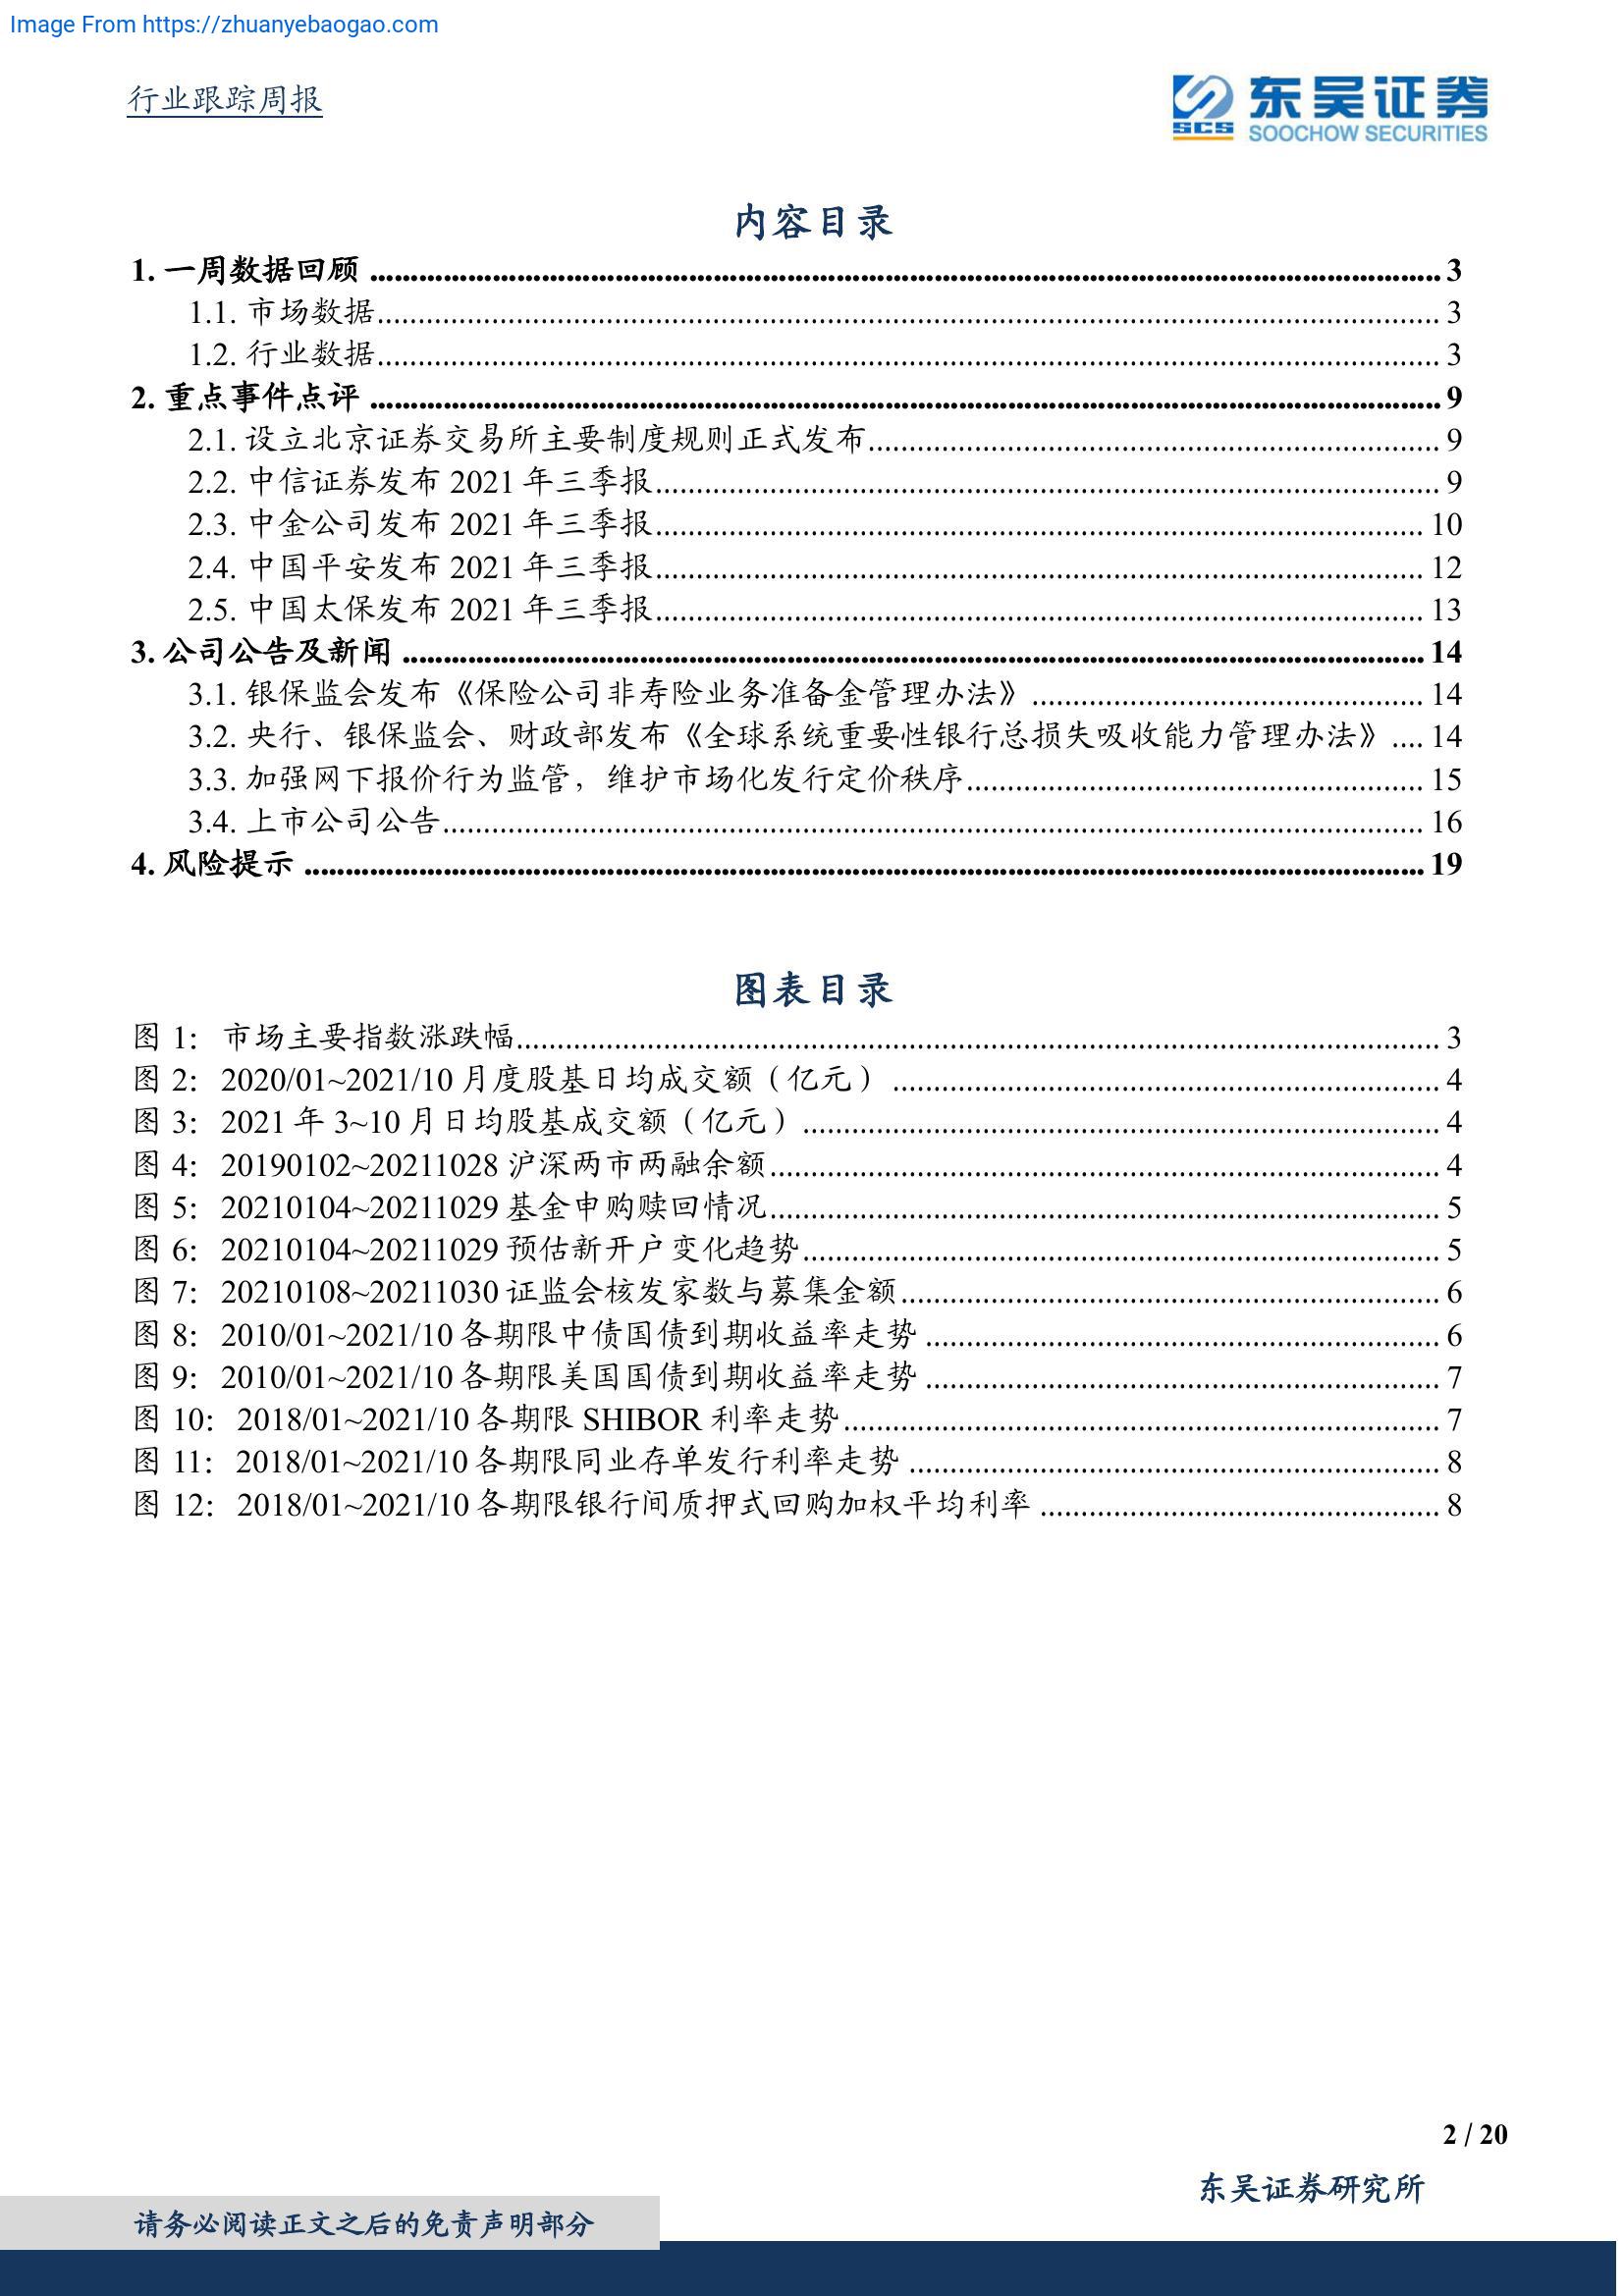 Image From https://zhuanyebaogao.com
行业跟踪周报
SCS 东吴证券
SOOCHOW SECURITIES
内容目录
1. 一周数据回顾 ........ 3
1.1. 市场数据 ........ 3
1.2. 行业数据 ........ 3
2. 重点事件点评 ........ 9
2.1. 设立北京证券交易所主要制度规则正式发布 ........ 9
2.2. 中信证券发布 2021 年三季报 ........ 9
2.3. 中金公司发布 2021 年三季报 ........ 10
2.4. 中国平安发布 2021 年三季报 ........ 12
2.5. 中国太保发布 2021 年三季报 ........ 13
3. 公司公告及新闻 ........ 14
3.1. 银保监会发布《保险公司非寿险业务准备金管理办法》 ........ 14
3.2. 央行、银保监会、财政部发布《全球系统重要性银行总损失吸收能力管理办法》 .... 14
3.3. 加强网下报价行为监管，维护市场化发行定价秩序 ........ 15
3.4. 上市公司公告 ........ 16
4. 风险提示 ........ 19
图表目录
图 1： 市场主要指数涨跌幅 ........ 3
图 2： 2020/01~2021/10 月度股基日均成交额（亿元） ........ 4
图 3： 2021 年 3~10 月日均股基成交额（亿元） ........ 4
图 4： 20190102~20211028 沪深两市两融余额 ........ 4
图 5： 20210104~20211029 基金申购赎回情况 ........ 5
图 6： 20210104~20211029 预估新开户变化趋势 ........ 5
图 7： 20210108~20211030 证监会核发家数与募集金额 ........ 6
图 8： 2010/01~2021/10 各期限中债国债到期收益率走势 ........ 6
图 9： 2010/01~2021/10 各期限美国国债到期收益率走势 ........ 7
图 10： 2018/01~2021/10 各期限 SHIBOR 利率走势 ........ 7
图 11： 2018/01~2021/10 各期限同业存单发行利率走势 ........ 8
图 12： 2018/01~2021/10 各期限银行间质押式回购加权平均利率 ........ 8
2 / 20
东吴证券研究所
请务必阅读正文之后的免责声明部分